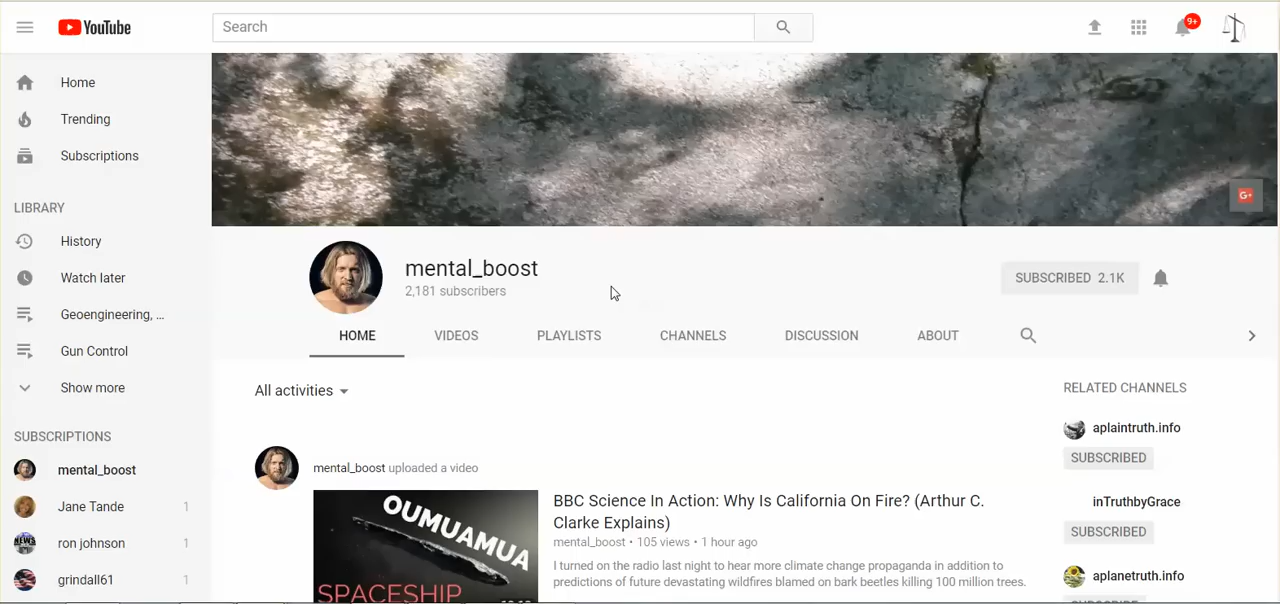 YouTube
Search
9+
Home
Trending
Subscriptions
LIBRARY
History
Watch later
Geoengineering, ...
Gun Control
Show more
SUBSCRIPTIONS
mental_boost
Jane Tande 1
ron johnson 1
grindall61 1
G+
mental_boost
2,181 subscribers
SUBSCRIBED 2.1K
HOME VIDEOS PLAYLISTS CHANNELS DISCUSSION ABOUT
All activities
mental_boost uploaded a video
OUMUAMUA
SPACESHIP
BBC Science In Action: Why Is California On Fire? (Arthur C.
Clarke Explains)
mental_boost • 105 views • 1 hour ago
I turned on the radio last night to hear more climate change propaganda in addition to
predictions of future devastating wildfires blamed on bark beetles killing 100 million trees.
RELATED CHANNELS
aplaintruth.info
SUBSCRIBED
inTruthbyGrace
SUBSCRIBED
aplanetruth.info